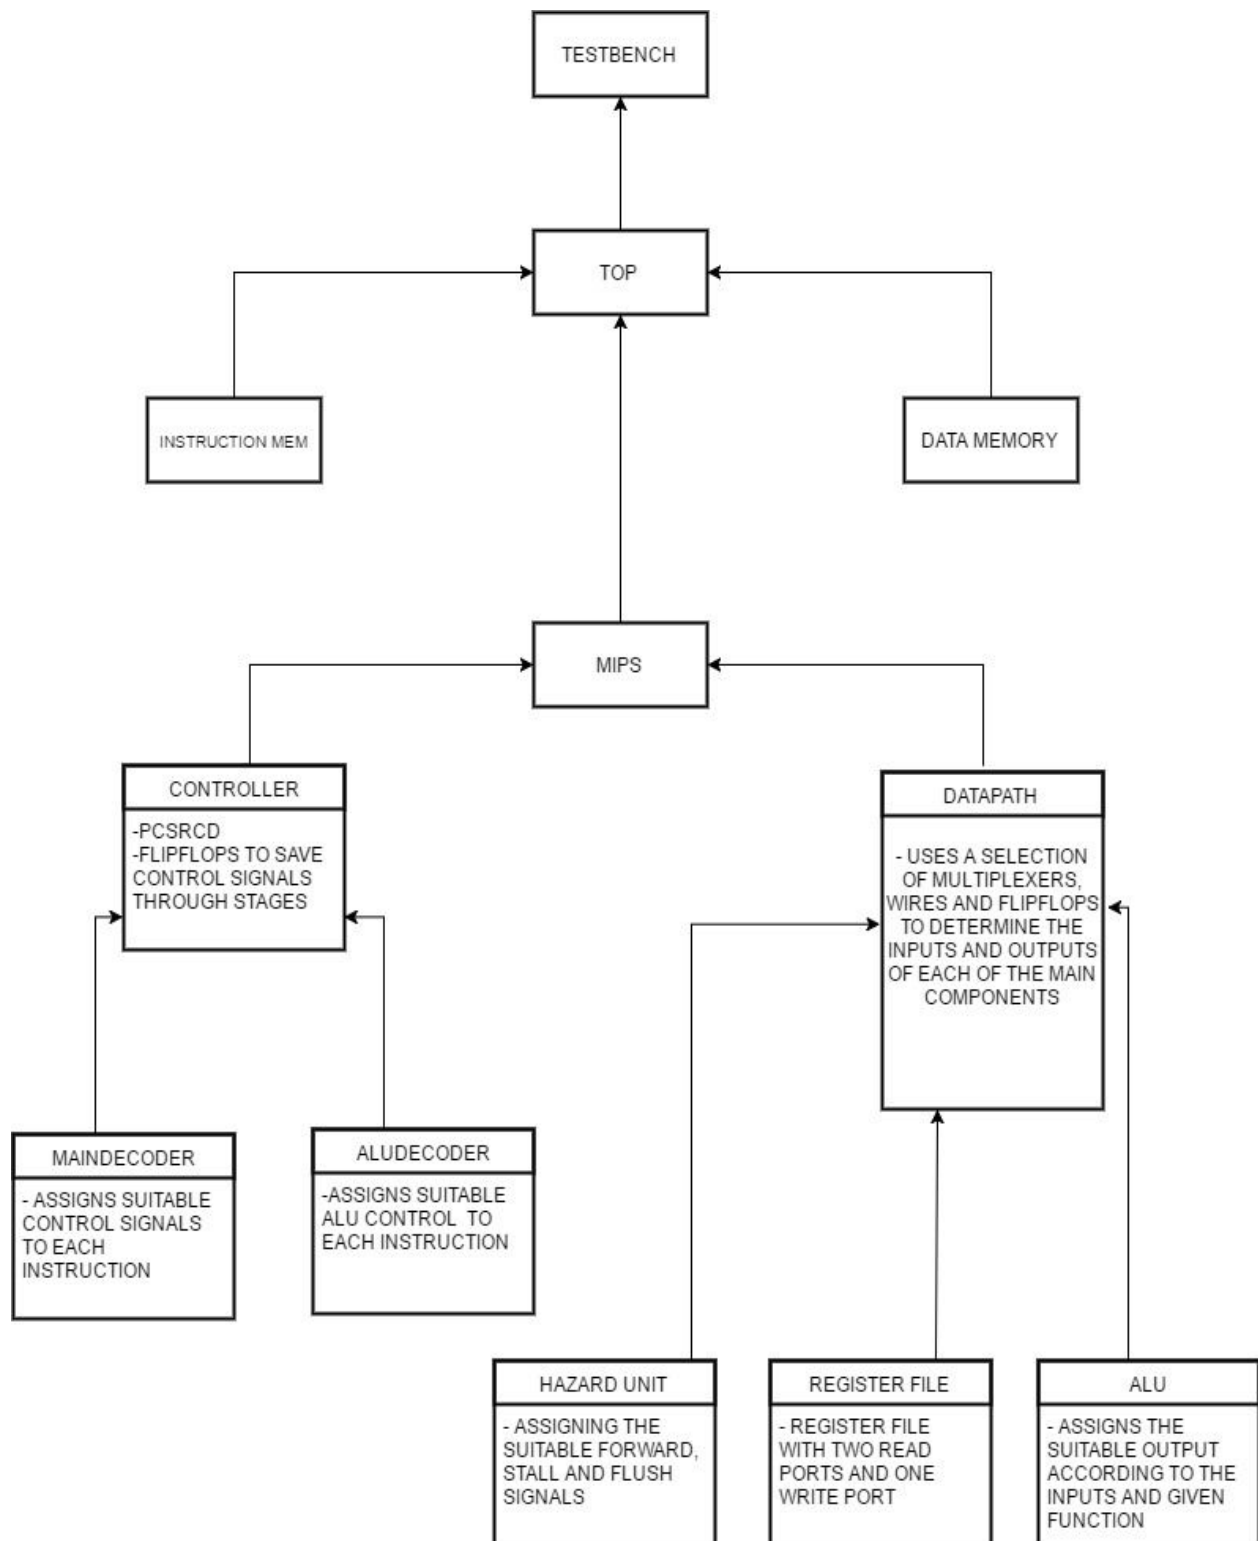 TESTBENCH
TOP
INSTRUCTION MEM
DATA MEMORY
MIPS
CONTROLLER
-PCSRCD
-FLIPFLOPS TO SAVE
CONTROL SIGNALS
THROUGH STAGES
DATAPATH
- USES A SELECTION
OF MULTIPLEXERS,
WIRES AND FLIPFLOPS
TO DETERMINE THE
INPUTS AND OUTPUTS
OF EACH OF THE MAIN
COMPONENTS
MAINDECODER
- ASSIGNS SUITABLE
CONTROL SIGNALS
TO EACH
INSTRUCTION
ALUDECODER
-ASSIGNS SUITABLE
ALU CONTROL TO
EACH INSTRUCTION
HAZARD UNIT
- ASSIGNING THE
SUITABLE FORWARD,
STALL AND FLUSH
SIGNALS
REGISTER FILE
- REGISTER FILE
WITH TWO READ
PORTS AND ONE
WRITE PORT
ALU
- ASSIGNS THE
SUITABLE OUTPUT
ACCORDING TO THE
INPUTS AND GIVEN
FUNCTION